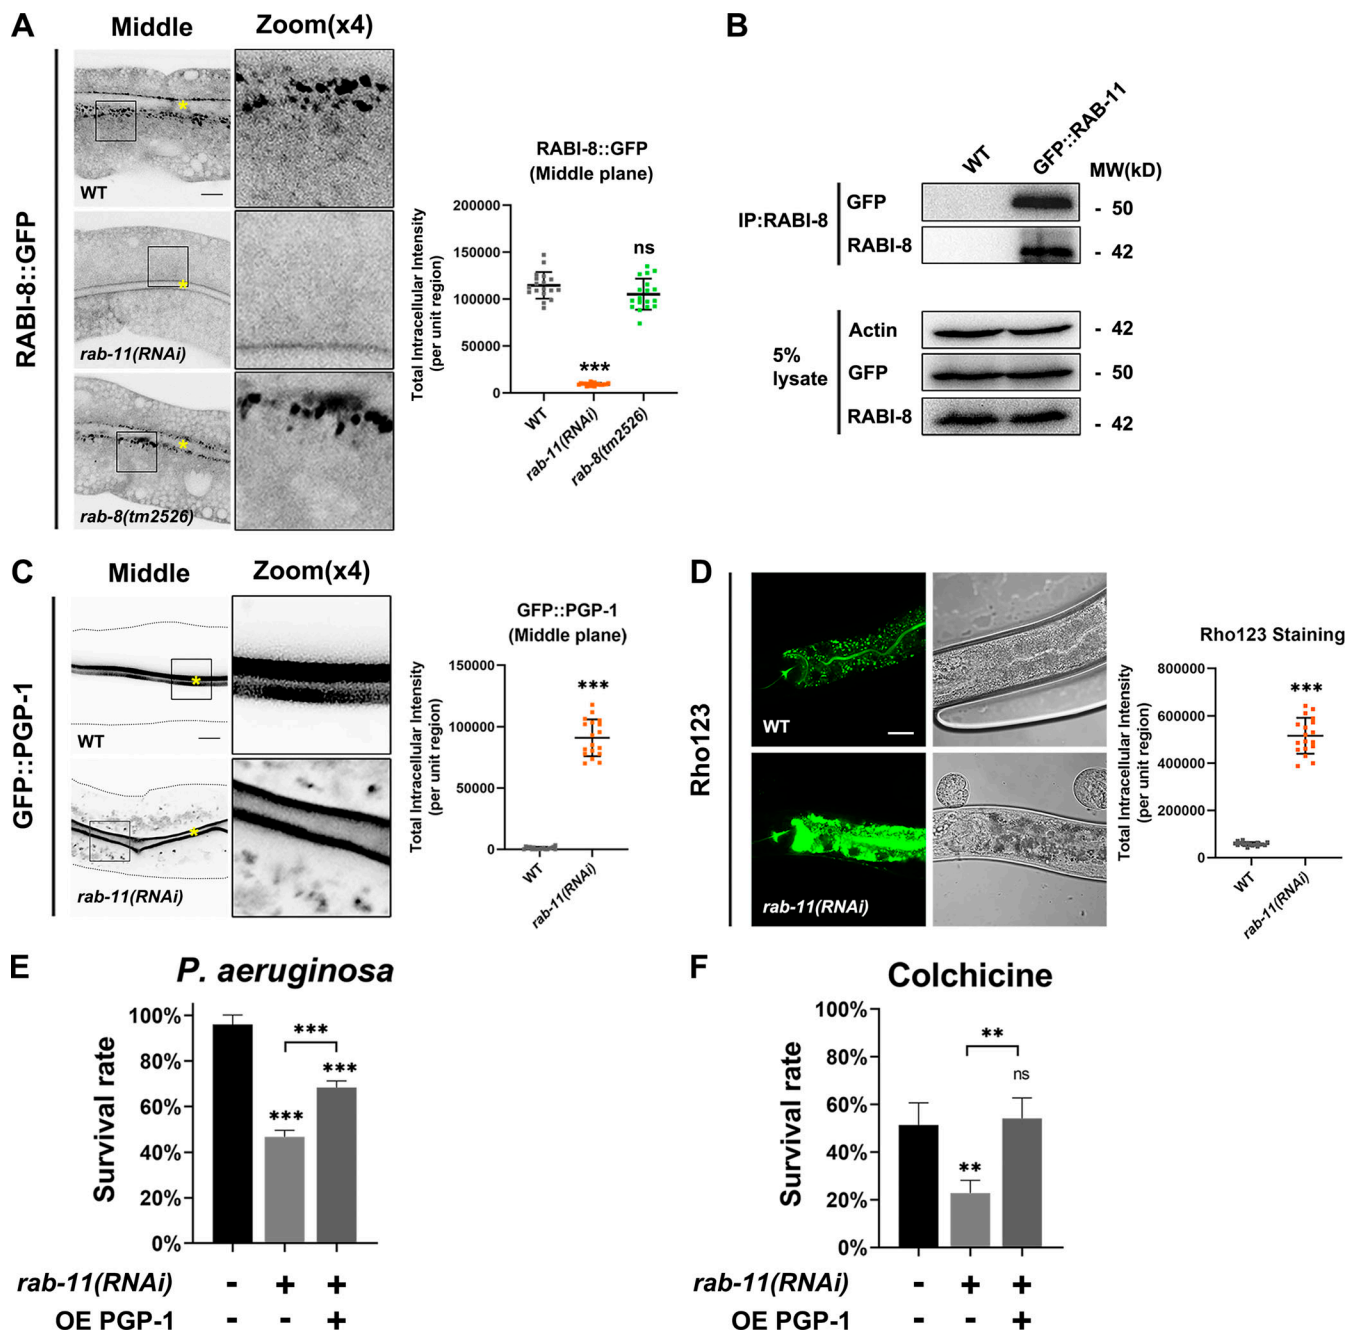 A
Middle
Zoom(x4)
RABI-8::GFP
WT
rab-11(RNAi)
rab-8(tm2526)
RABI-8::GFP
(Middle plane)
Total Intracellular Intensity
(per unit region)
200000
150000
100000
50000
0
***
ns
WT
rab-11(RNAi)
rab-8(tm2526)
B
WT
GFP::RAB-11
MW(kD)
IP:RABI-8
GFP
- 50
RABI-8
- 42
5%
lysate
Actin
- 42
GFP
- 50
RABI-8
- 42
C
Middle
Zoom(x4)
GFP::PGP-1
WT
rab-11(RNAi)
GFP::PGP-1
(Middle plane)
Total Intracellular Intensity
(per unit region)
150000
100000
50000
0
***
WT
rab-11(RNAi)
D
Rho123
WT
rab-11(RNAi)
Rho123 Staining
Total Intracellular Intensity
(per unit region)
800000
600000
400000
200000
0
***
WT
rab-11(RNAi)
E
P. aeruginosa
Survival rate
100%
80%
60%
40%
20%
0%
***
***
***
rab-11(RNAi) - + +
OE PGP-1 - - +
F
Colchicine
Survival rate
100%
80%
60%
40%
20%
0%
**
**
ns
rab-11(RNAi) - + +
OE PGP-1 - - +